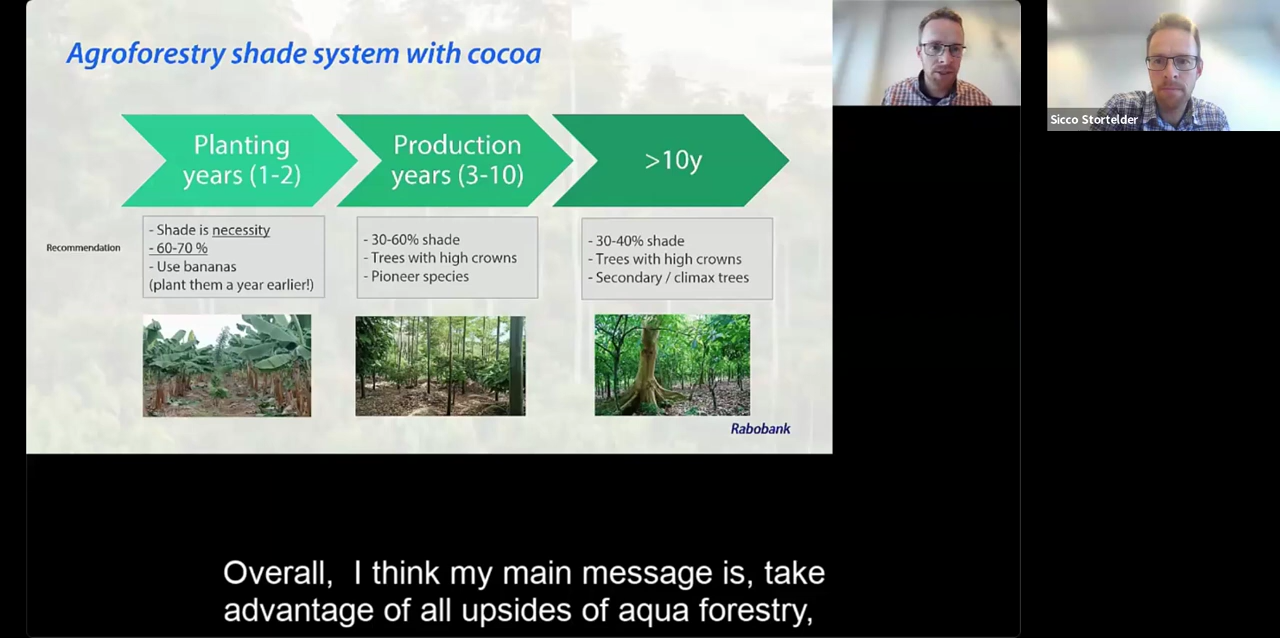 Agroforestry shade system with cocoa
Planting
years (1-2)
Production
years (3-10)
>10y
Recommendation
- Shade is necessity
- 60-70 %
- Use bananas
(plant them a year earlier!)
- 30-60% shade
- Trees with high crowns
- Pioneer species
- 30-40% shade
- Trees with high crowns
- Secondary / climax trees
Rabobank
Sicco Stortelder
Overall, I think my main message is, take
advantage of all upsides of aqua forestry,